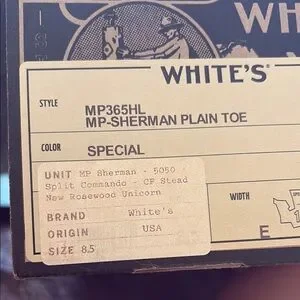 WH
WHITE'S®
STYLE MP365HL
MP-SHERMAN PLAIN TOE
COLOR SPECIAL
UNIT MP Sherman - 5050 -
Split Commando - CF Stead
New Rosewood Unicorn
BRAND White's
ORIGIN USA
SIZE 8.5
WIDTH
E